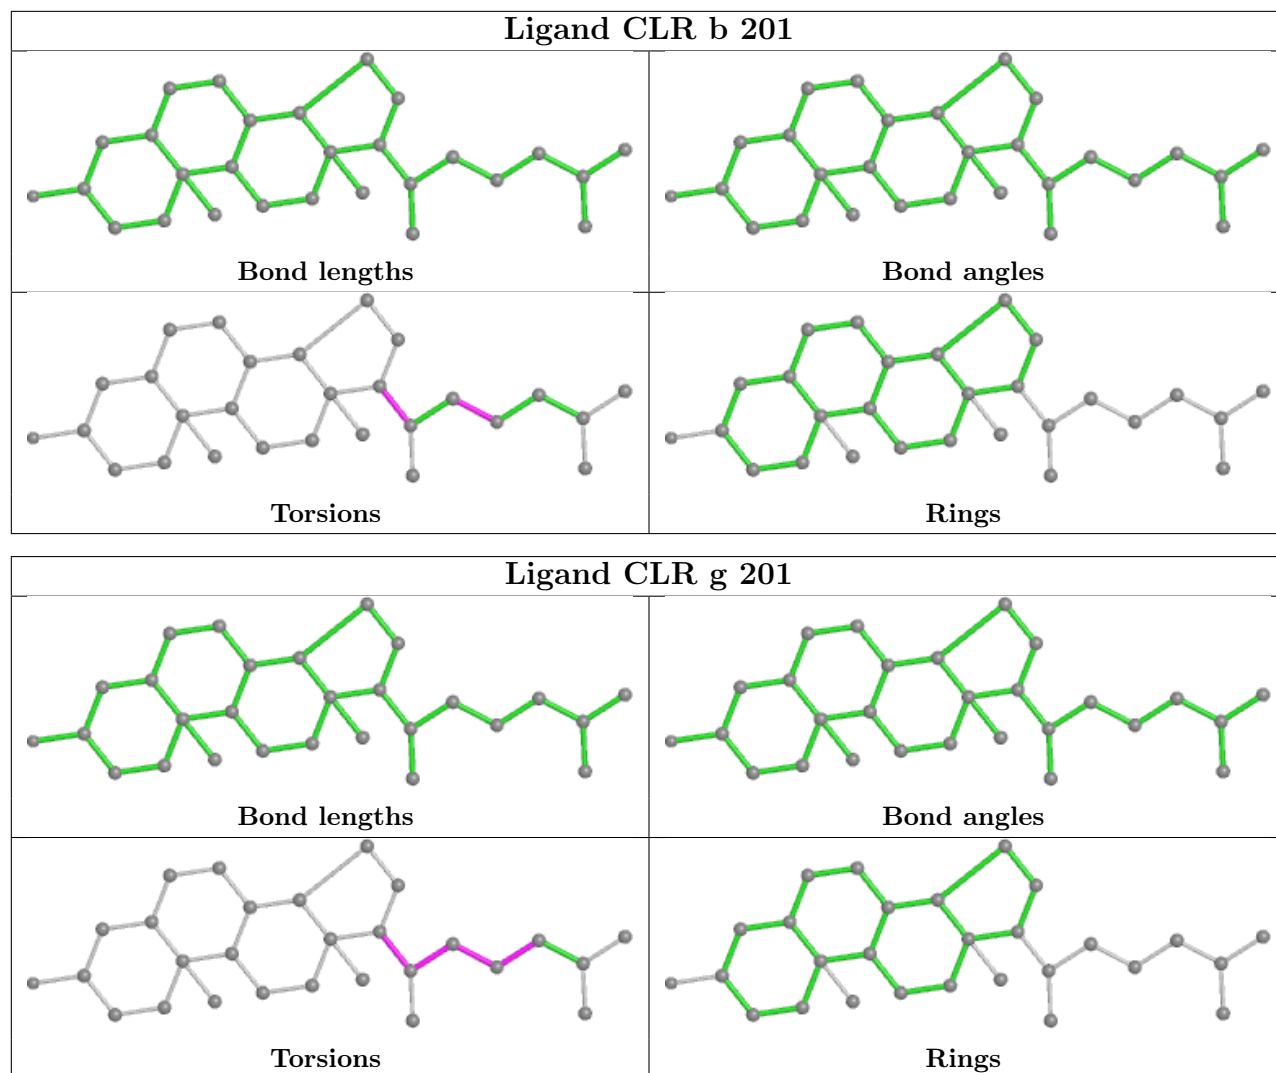 Ligand CLR b 201
Bond lengths
Bond angles
Torsions
Rings
Ligand CLR g 201
Bond lengths
Bond angles
Torsions
Rings